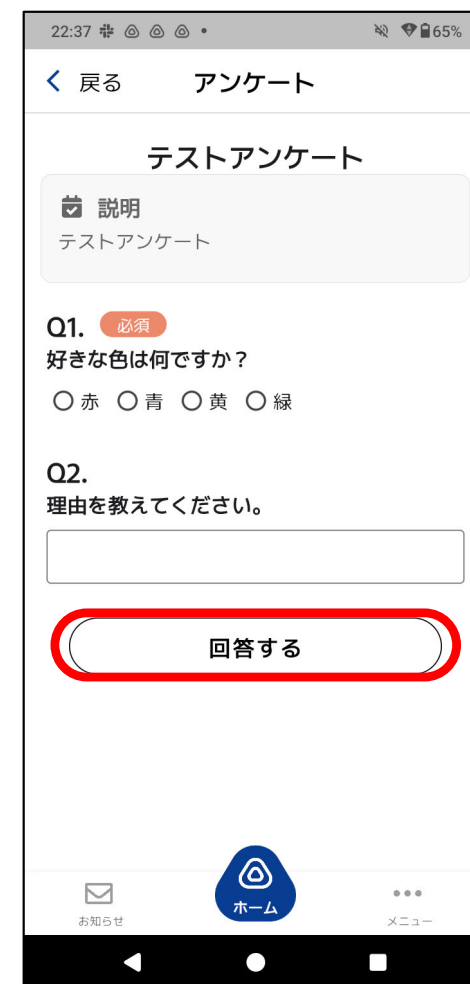 22:37
65%
戻る アンケート
テストアンケート
説明
テストアンケート
Q1. 必須
好きな色は何ですか？
赤 青 黄 緑
Q2.
理由を教えてください。
回答する
お知らせ ホーム メニュー